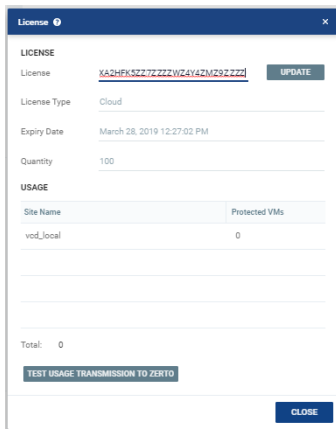 License
LICENSE
License XA2HFK5ZZ7ZZZZWZ4Y4ZMZ9ZZZZ UPDATE
License Type Cloud
Expiry Date March 28, 2019 12:27:02 PM
Quantity 100
USAGE
Site Name Protected VMs
vcd_local 0
Total: 0
TEST USAGE TRANSMISSION TO ZERTO
CLOSE